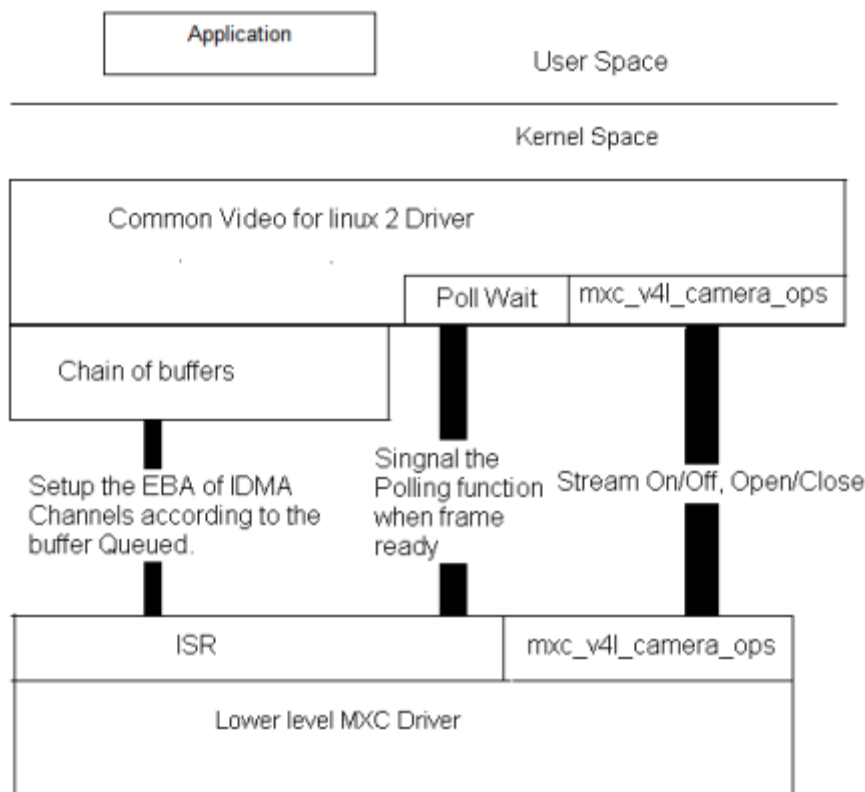 Application
User Space
Kernel Space
Common Video for linux 2 Driver
Poll Wait
mxc_v4l_camera_ops
Chain of buffers
Setup the EBA of IDMA
Channels according to the
buffer Queued.
Singnal the
Polling function
when frame
ready
Stream On/Off, Open/Close
ISR
mxc_v4l_camera_ops
Lower level MXC Driver